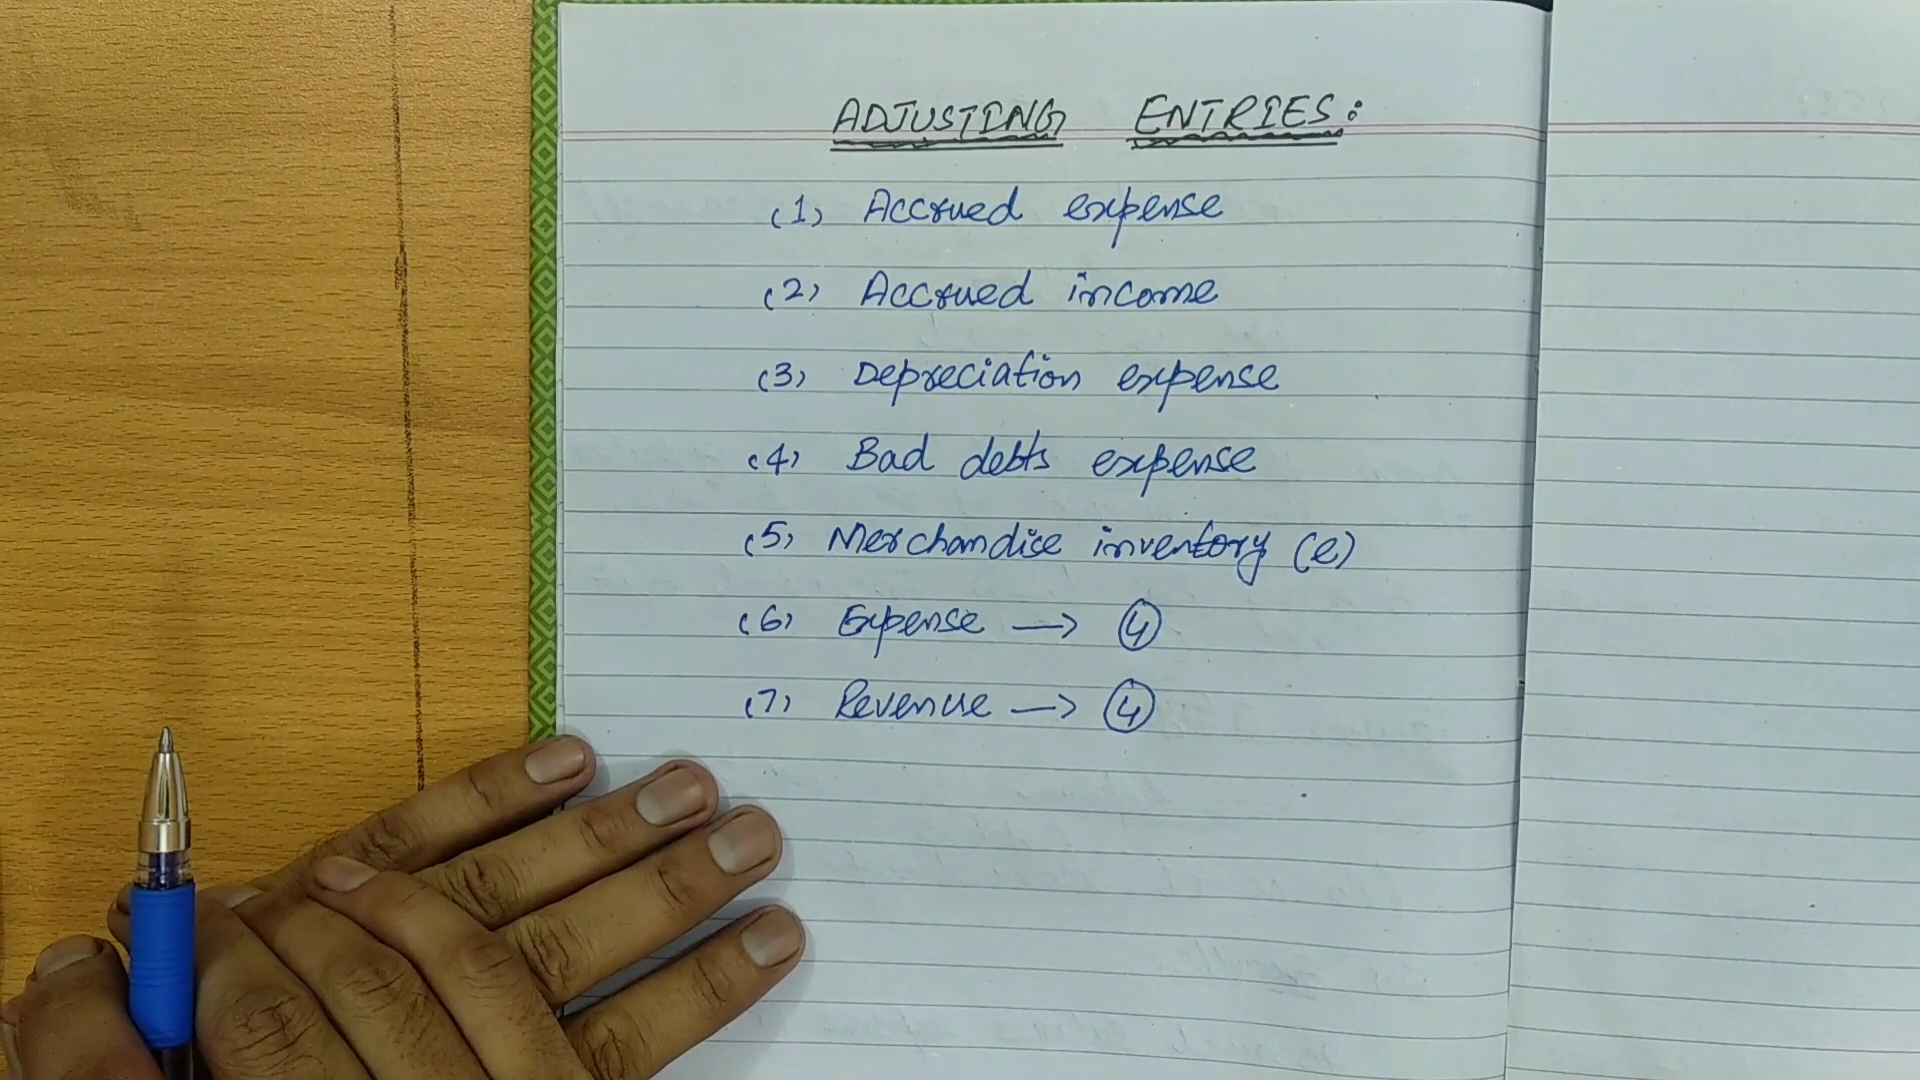 ADJUSTING ENTRIES:
(1) Accrued expense
(2) Accrued income
(3) Depreciation expense
(4) Bad debts expense
(5) Merchandise inventory (e)
(6) Expense → 4
(7) Revenue → 4